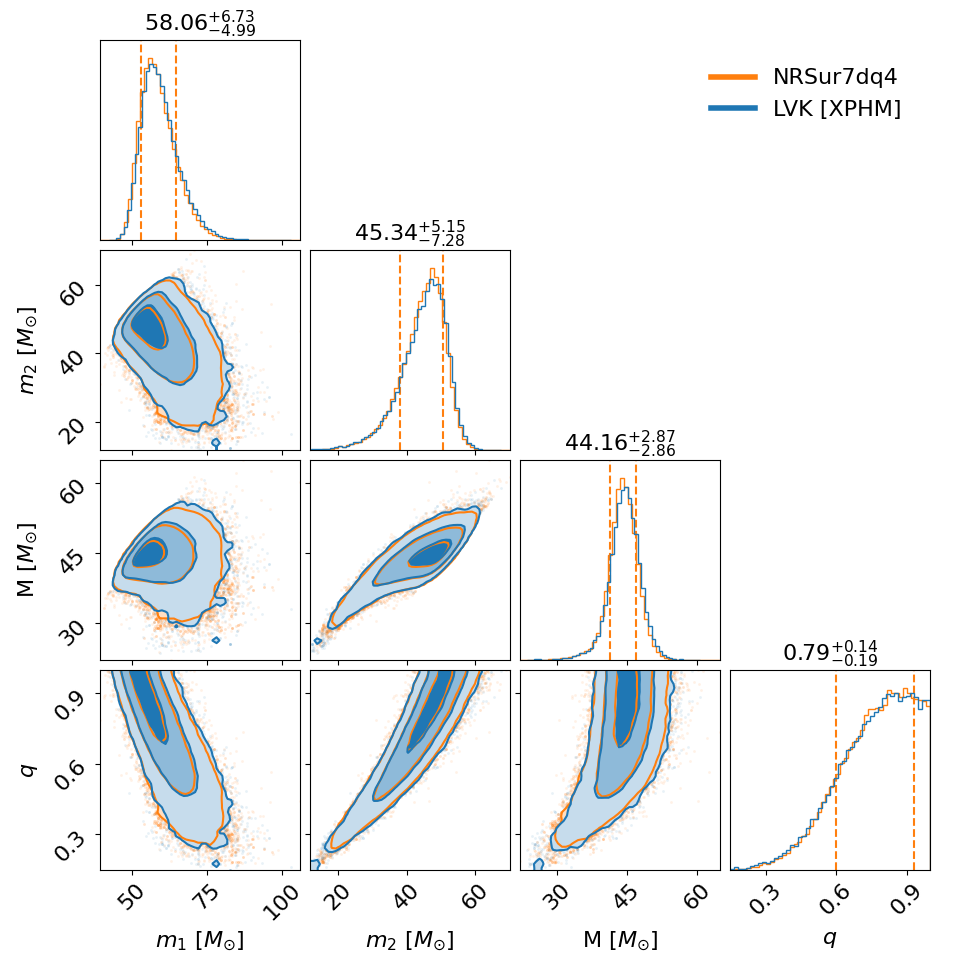 58.06+6.73−4.99
NRSur7dq4
LVK [XPHM]
45.34+5.15−7.28
60
40
20
m₂ [M⊙]
44.16+2.87−2.86
60
45
30
M [M⊙]
0.79+0.14−0.19
0.9
0.6
0.3
q
50 75 100
20 40 60
30 45 60
0.3 0.6 0.9
m₁ [M⊙] m₂ [M⊙] M [M⊙] q